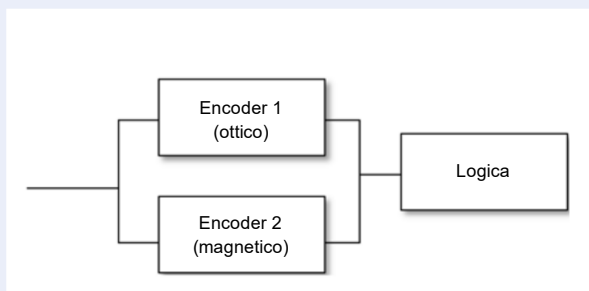 Encoder 1
(ottico)
Logica
Encoder 2
(magnetico)